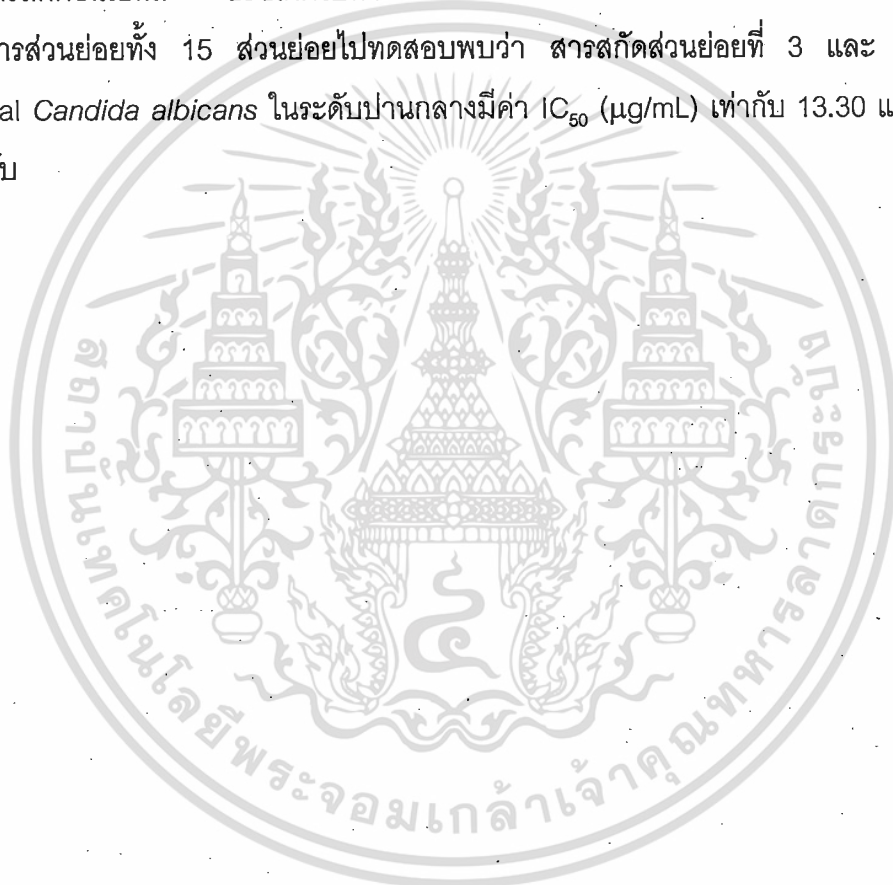 ารส่วนย่อยทั้ง 15 ส่วนย่อยไปทดสอบพบว่า สารสกัดส่วนย่อยที่ 3 และ
al Candida albicans ในระดับปานกลางมีค่า IC₅₀ (µg/mL) เท่ากับ 13.30 แ
ับ
สถาบันเทคโนโลยีพระจอมเกล้าเจ้าคุณทหารลาดกระบัง